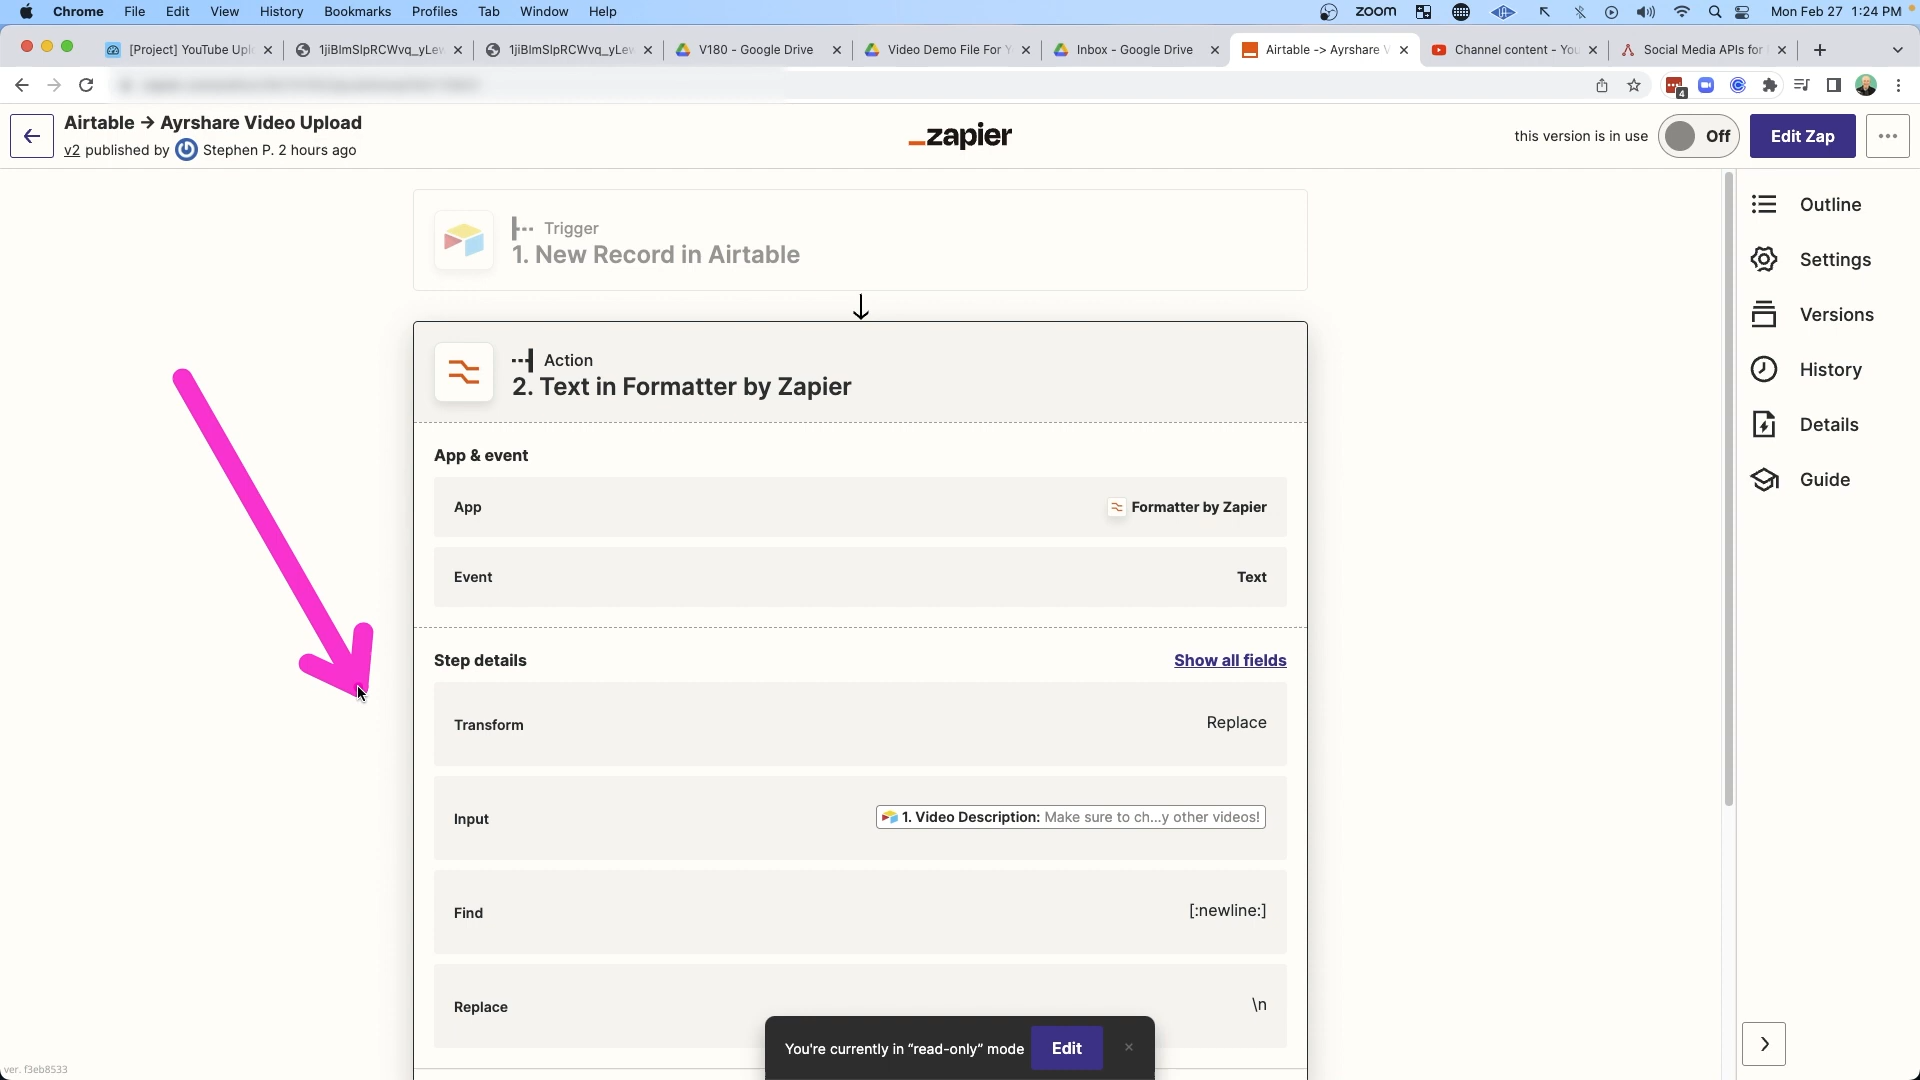 Chrome File Edit View History Bookmarks Profiles Tab Window Help zoom Mon Feb 27 1:24 PM
[Project] YouTube Uplo 1jiBlmSlpRCWvq_yLew 1jiBlmSlpRCWvq_yLew V180 - Google Drive Video Demo File For Y Inbox - Google Drive Airtable -> Ayrshare V Channel content - You Social Media APIs for
4
Airtable → Ayrshare Video Upload
v2 published by Stephen P. 2 hours ago
_zapier
this version is in use Off Edit Zap
Trigger
1. New Record in Airtable
Action
2. Text in Formatter by Zapier
App & event
App Formatter by Zapier
Event Text
Step details Show all fields
Transform Replace
Input 1. Video Description: Make sure to ch...y other videos!
Find [:newline:]
Replace \n
You're currently in “read-only” mode Edit
Outline
Settings
Versions
History
Details
Guide
ver. f3eb8533